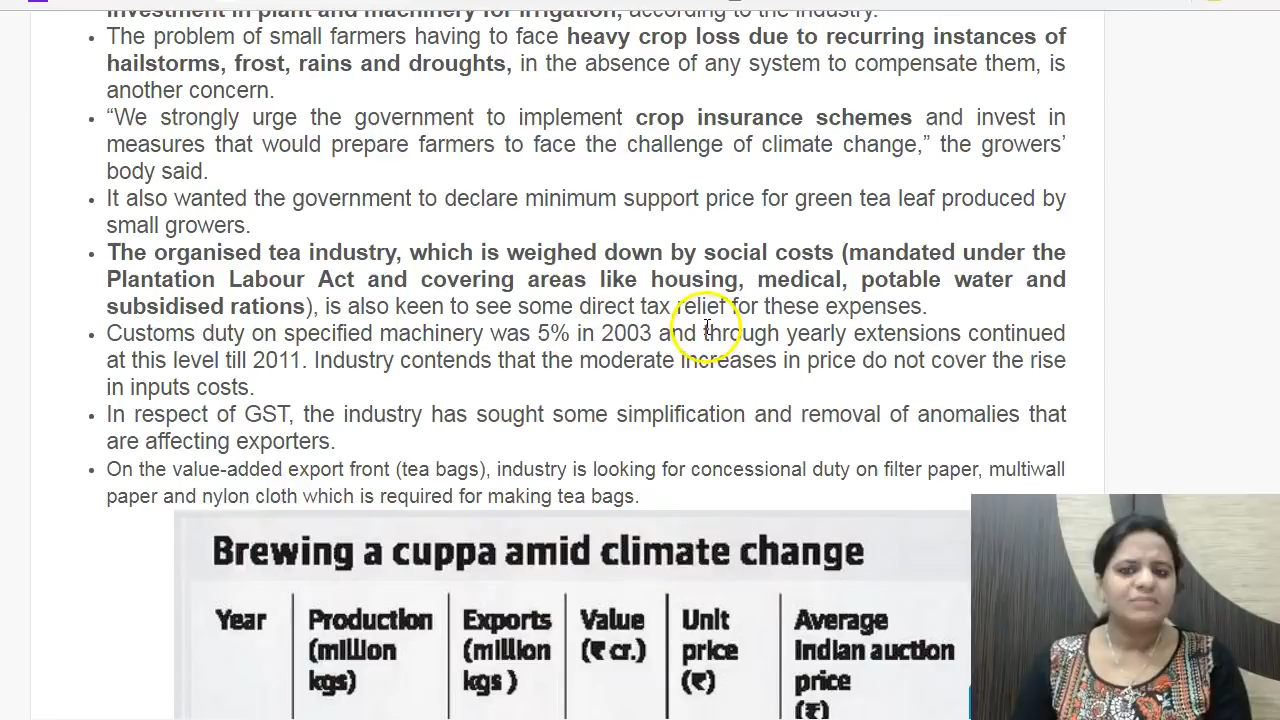 investment in plant and machinery for irrigation, according to the industry.
• The problem of small farmers having to face heavy crop loss due to recurring instances of
hailstorms, frost, rains and droughts, in the absence of any system to compensate them, is
another concern.
• “We strongly urge the government to implement crop insurance schemes and invest in
measures that would prepare farmers to face the challenge of climate change,” the growers’
body said.
• It also wanted the government to declare minimum support price for green tea leaf produced by
small growers.
• The organised tea industry, which is weighed down by social costs (mandated under the
Plantation Labour Act and covering areas like housing, medical, potable water and
subsidised rations), is also keen to see some direct tax relief for these expenses.
• Customs duty on specified machinery was 5% in 2003 and through yearly extensions continued
at this level till 2011. Industry contends that the moderate increases in price do not cover the rise
in inputs costs.
• In respect of GST, the industry has sought some simplification and removal of anomalies that
are affecting exporters.
• On the value-added export front (tea bags), industry is looking for concessional duty on filter paper, multiwall
paper and nylon cloth which is required for making tea bags.
Brewing a cuppa amid climate change
Year
Production
(million
kgs)
Exports
(million
kgs )
Value
(₹ cr.)
Unit
price
(₹)
Average
Indian auction
price
(₹)